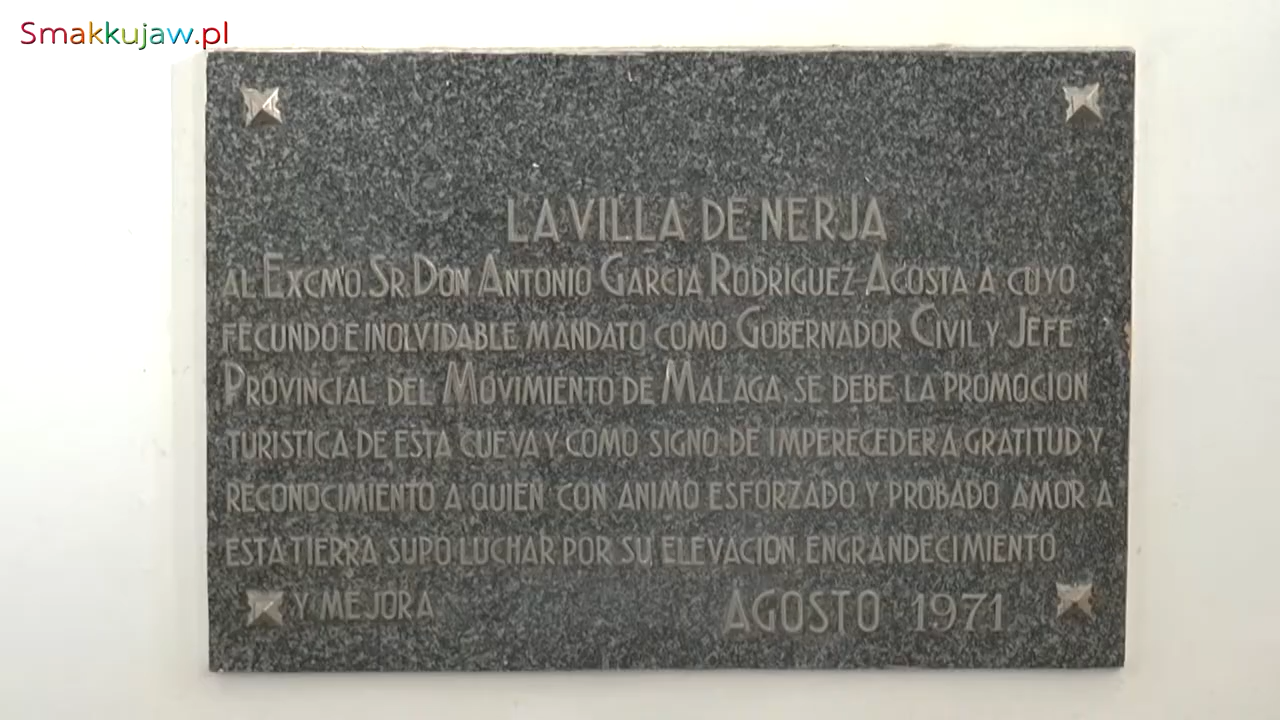 Smakkujaw.pl
LA VILLA DE NERJA
AL EXCMO. SR. DON ANTONIO GARCIA RODRIGUEZ-ACOSTA A CUYO
FECUNDO E INOLVIDABLE MANDATO COMO GOBERNADOR CIVIL Y JEFE
PROVINCIAL DEL MOVIMIENTO DE MALAGA, SE DEBE LA PROMOCION
TURISTICA DE ESTA CUEVA Y COMO SIGNO DE IMPERECEDERA GRATITUD Y
RECONOCIMIENTO A QUIEN CON ANIMO ESFORZADO Y PROBADO AMOR A
ESTA TIERRA SUPO LUCHAR POR SU ELEVACION, ENGRANDECIMIENTO
Y MEJORA. AGOSTO 1971